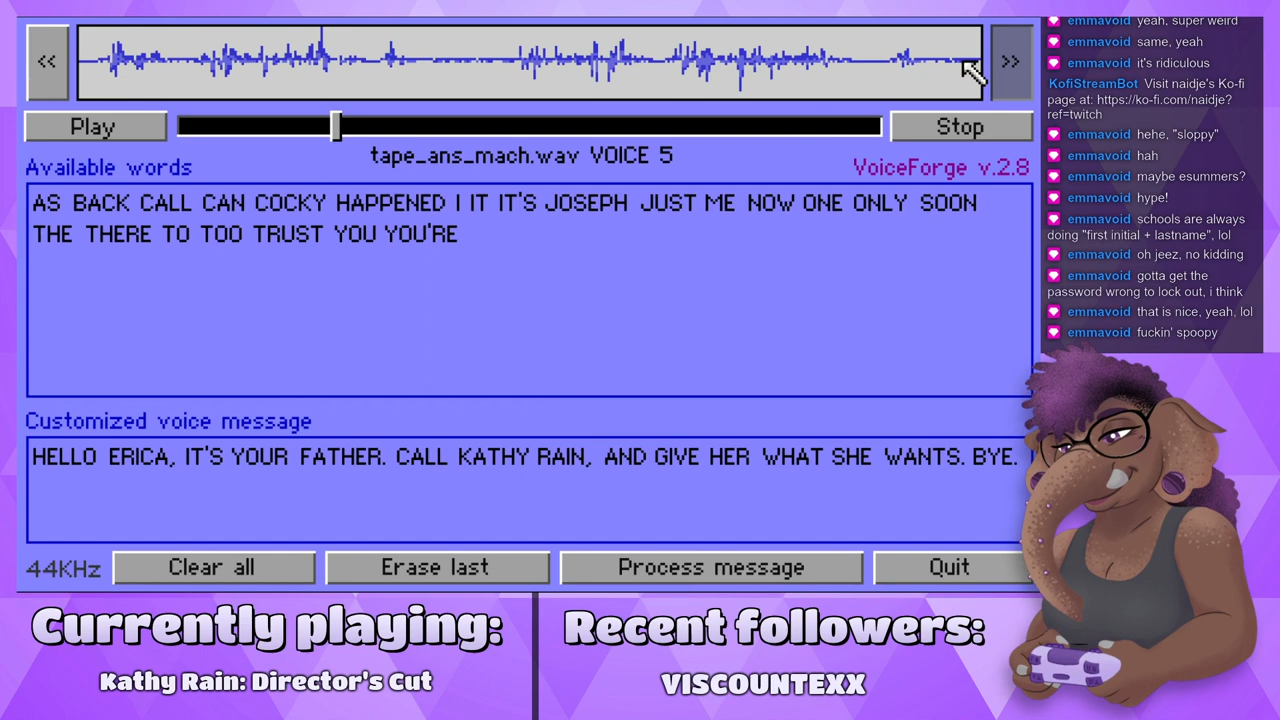 <<
>>
Play
Stop
tape_ans_mach.wav VOICE 5
Available words
VoiceForge v.2.8
AS BACK CALL CAN COCKY HAPPENED I IT IT'S JOSEPH JUST ME NOW ONE ONLY SOON
THE THERE TO TOO TRUST YOU YOU'RE
Customized voice message
HELLO ERICA, IT'S YOUR FATHER. CALL KATHY RAIN, AND GIVE HER WHAT SHE WANTS. BYE.
44KHz
Clear all
Erase last
Process message
Quit
emmavoid yeah, super weird
emmavoid same, yeah
emmavoid it's ridiculous
KofiStreamBot Visit naidje's Ko-fi
page at: https://ko-fi.com/naidje?
ref=twitch
emmavoid hehe, "sloppy"
emmavoid hah
emmavoid maybe esummers?
emmavoid hype!
emmavoid schools are always
doing "first initial + lastname", lol
emmavoid oh jeez, no kidding
emmavoid gotta get the
password wrong to lock out, i think
emmavoid that is nice, yeah, lol
emmavoid fuckin' spoopy
Currently playing:
Kathy Rain: Director's Cut
Recent followers:
VISCOUNTEXX